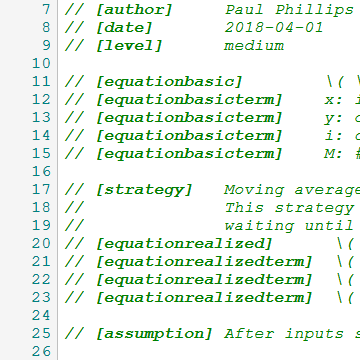 7 // [author] Paul Phillips
8 // [date] 2018-04-01
9 // [level] medium
10
11 // [equationbasic] \( \
12 // [equationbasicterm] x: i
13 // [equationbasicterm] y: 
14 // [equationbasicterm] i: 
15 // [equationbasicterm] M: #
16
17 // [strategy] Moving average
18 // This strategy
19 // waiting until
20 // [equationrealized] \(
21 // [equationrealizedterm] \(
22 // [equationrealizedterm] \(
23 // [equationrealizedterm] \(
24
25 // [assumption] After inputs s
26